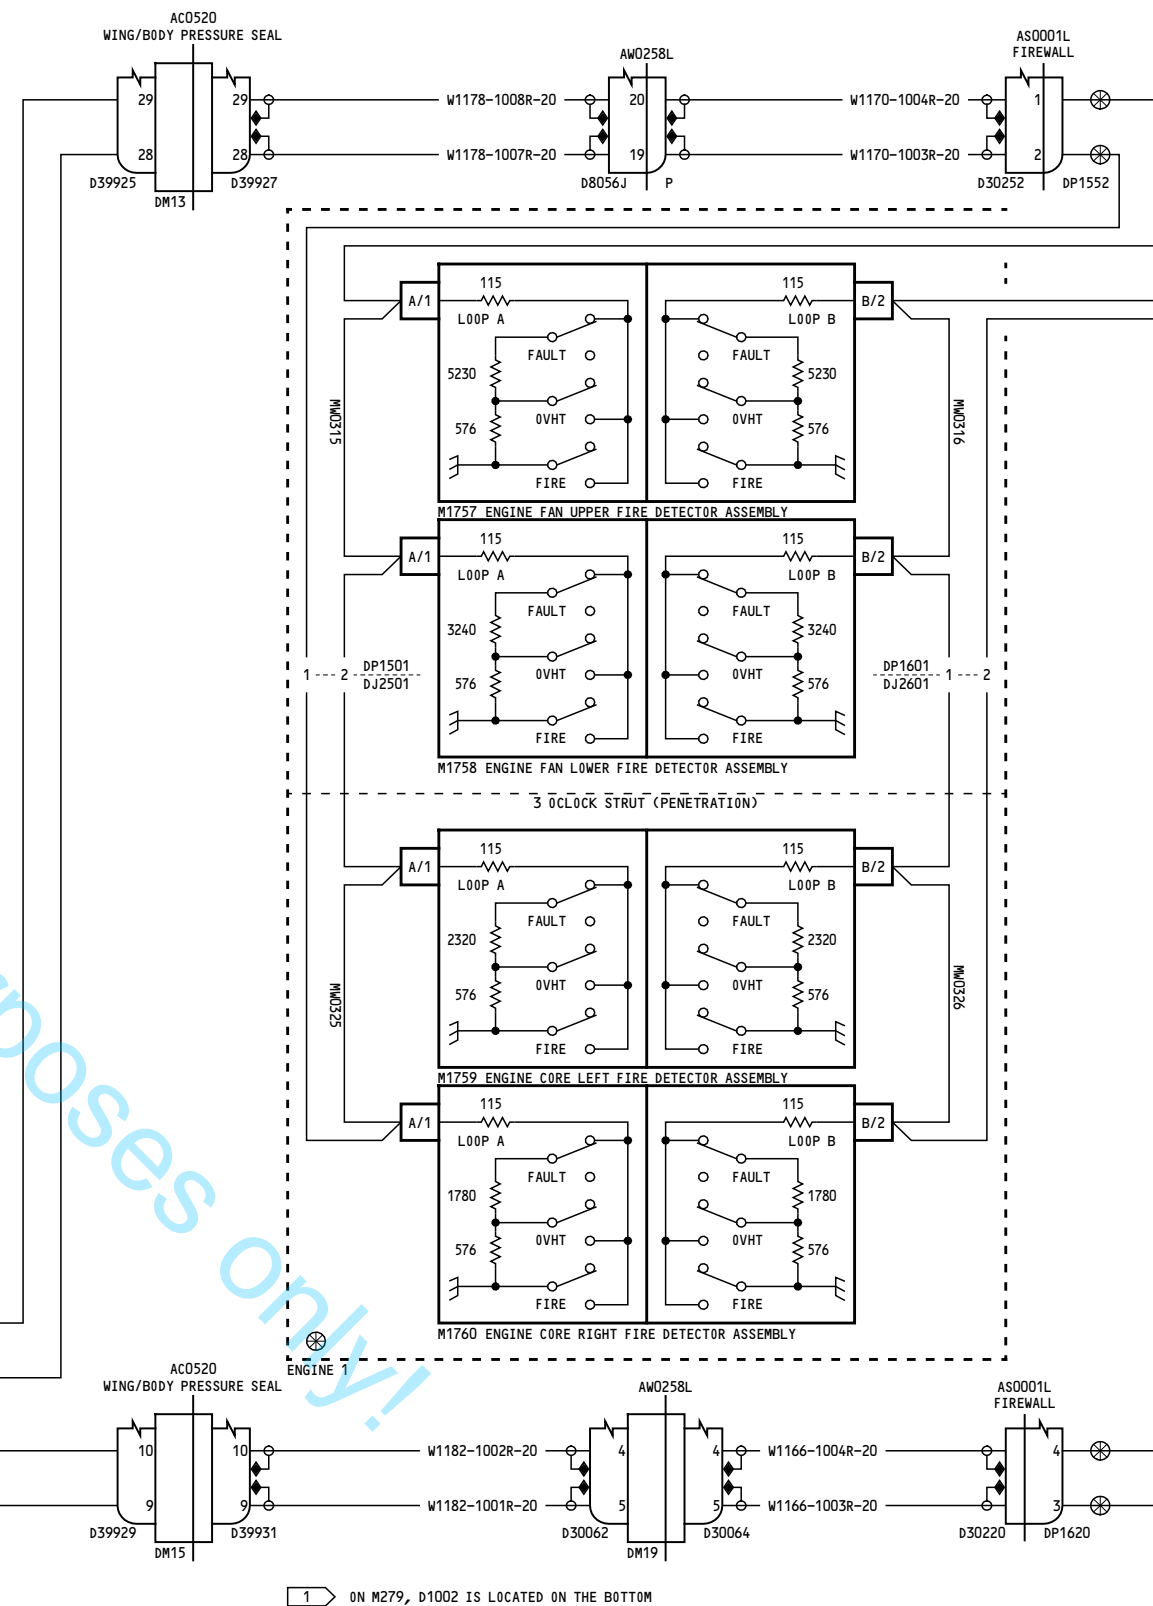 AC0520
WING/BODY PRESSURE SEAL
AW0258L
AS0001L
FIREWALL
29 29 W1178-1008R-20 20 W1170-1004R-20 1
28 28 W1178-1007R-20 19 W1170-1003R-20 2
D39925 D39927 D8056J P D30252 DP1552
DM13
115 115
A/1 B/2
LOOP A LOOP B
FAULT FAULT
5230 5230
MW0315 MW0316
OVHT OVHT
576 576
FIRE FIRE
M1757 ENGINE FAN UPPER FIRE DETECTOR ASSEMBLY
115 115
A/1 B/2
LOOP A LOOP B
FAULT FAULT
3240 3240
OVHT OVHT
576 576
1 2 DP1501 DP1601 1 2
DJ2501 DJ2601
FIRE FIRE
M1758 ENGINE FAN LOWER FIRE DETECTOR ASSEMBLY
3 OCLOCK STRUT (PENETRATION)
115 115
A/1 B/2
LOOP A LOOP B
FAULT FAULT
2320 2320
OVHT OVHT
MW0325 MW0326
576 576
FIRE FIRE
M1759 ENGINE CORE LEFT FIRE DETECTOR ASSEMBLY
115 115
A/1 B/2
LOOP A LOOP B
FAULT FAULT
1780 1780
OVHT OVHT
576 576
FIRE FIRE
M1760 ENGINE CORE RIGHT FIRE DETECTOR ASSEMBLY
ENGINE 1
rposes only!
AC0520
WING/BODY PRESSURE SEAL
AW0258L
AS0001L
FIREWALL
10 10 W1182-1002R-20 4 4 W1166-1004R-20 4
9 9 W1182-1001R-20 5 5 W1166-1003R-20 3
D39929 D39931 D30062 D30064 D30220 DP1620
DM15 DM19
1 ON M279, D1002 IS LOCATED ON THE BOTTOM